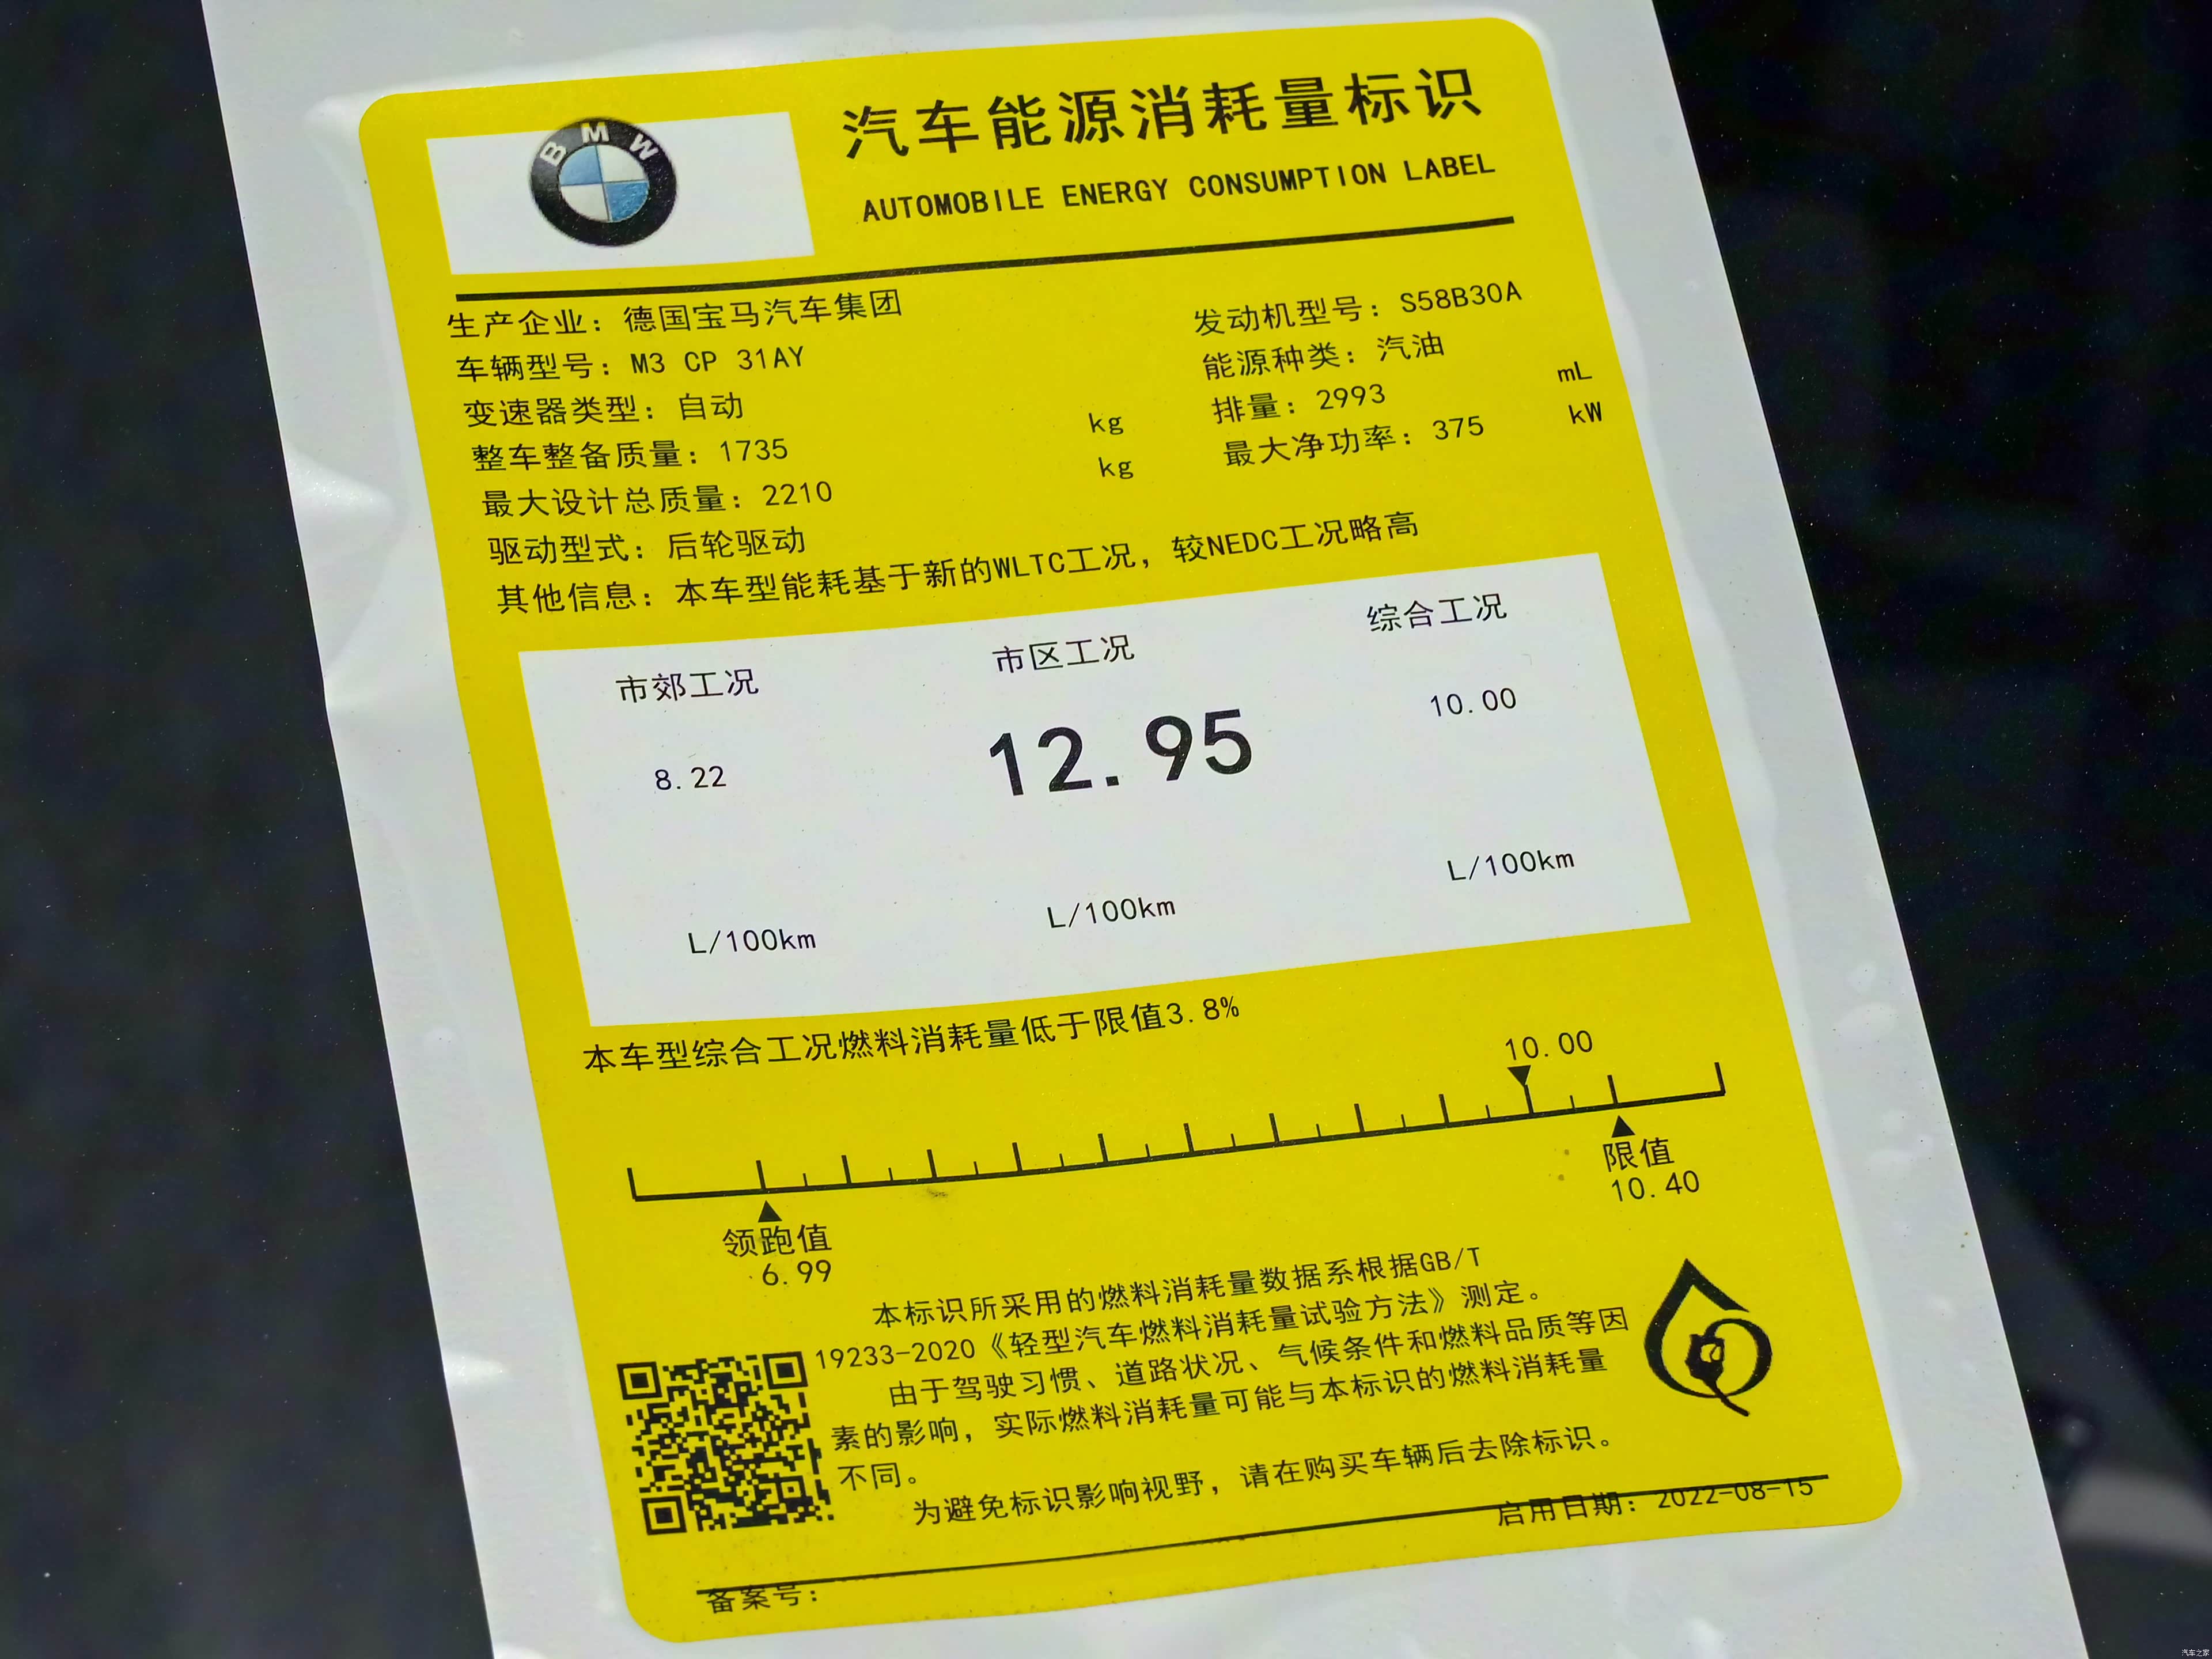 BMW
汽车能源消耗量标识
AUTOMOBILE ENERGY CONSUMPTION LABEL
生产企业：德国宝马汽车集团
车辆型号：M3 CP 31AY
变速器类型：自动
整车整备质量：1735 kg
最大设计总质量：2210 kg
驱动型式：后轮驱动
发动机型号：S58B30A
能源种类：汽油
排量：2993 mL
最大净功率：375 kW
其他信息：本车型能耗基于新的WLTC工况，较NEDC工况略高
市郊工况 市区工况 综合工况
8.22 12.95 10.00
L/100km L/100km L/100km
本车型综合工况燃料消耗量低于限值3.8%
10.00
领跑值
6.99
限值
10.40
本标识所采用的燃料消耗量数据系根据GB/T
19233-2020《轻型汽车燃料消耗量试验方法》测定。
由于驾驶习惯、道路状况、气候条件和燃料品质等因
素的影响，实际燃料消耗量可能与本标识的燃料消耗量
不同。
为避免标识影响视野，请在购买车辆后去除标识。
备案号：
启用日期：2022-08-15
汽车之家